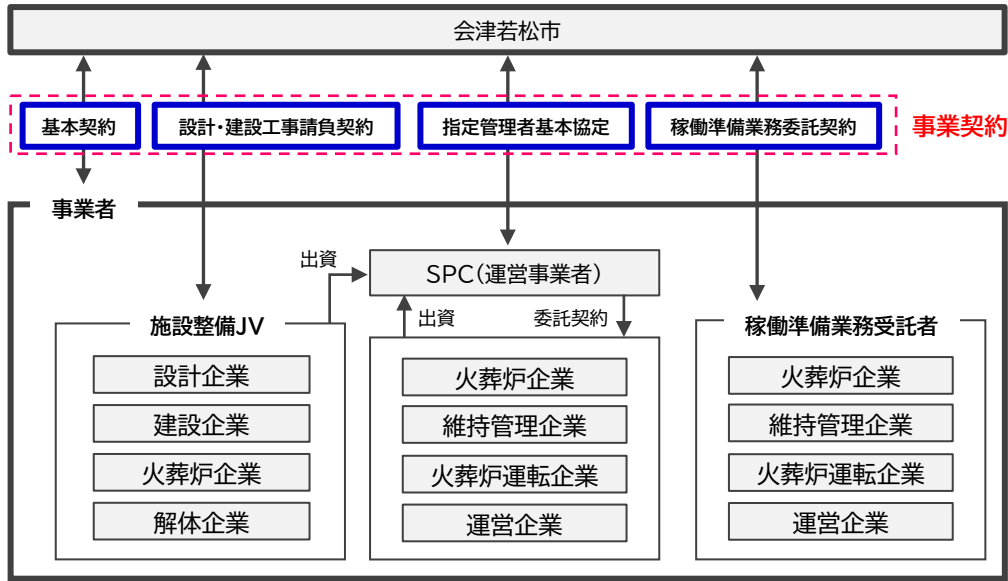 会津若松市
基本契約
設計・建設工事請負契約
指定管理者基本協定
稼働準備業務委託契約
事業契約
事業者
出資
SPC(運営事業者)
出資
委託契約
施設整備JV
設計企業
建設企業
火葬炉企業
解体企業
火葬炉企業
維持管理企業
火葬炉運転企業
運営企業
稼働準備業務受託者
火葬炉企業
維持管理企業
火葬炉運転企業
運営企業